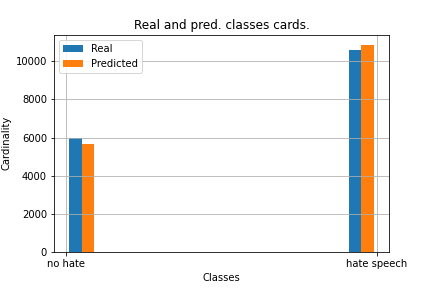 Real and pred. classes cards.
Real
Predicted
10000
8000
6000
4000
2000
0
Cardinality
no hate
hate speech
Classes